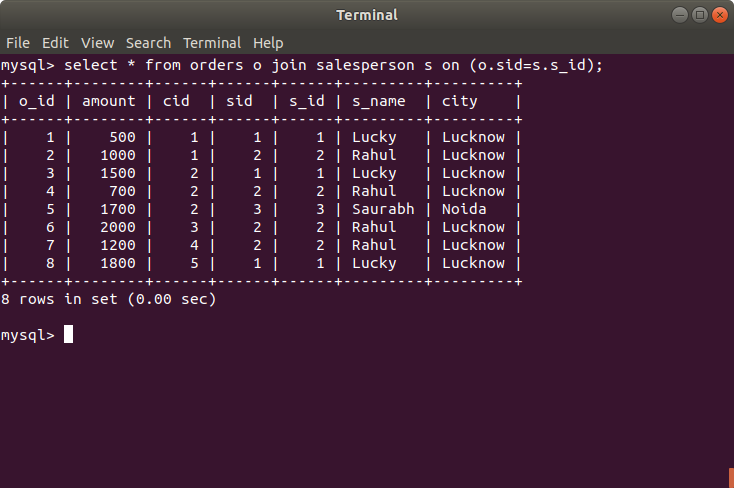 Terminal
File Edit View Search Terminal Help
mysql> select * from orders o join salesperson s on (o.sid=s.s_id);
+------+--------+------+------+------+---------+---------+
| o_id | amount | cid  | sid  | s_id | s_name  | city    |
+------+--------+------+------+------+---------+---------+
|    1 |    500 |    1 |    1 |    1 | Lucky   | Lucknow |
|    2 |   1000 |    1 |    2 |    2 | Rahul   | Lucknow |
|    3 |   1500 |    2 |    1 |    1 | Lucky   | Lucknow |
|    4 |    700 |    2 |    2 |    2 | Rahul   | Lucknow |
|    5 |   1700 |    2 |    3 |    3 | Saurabh | Noida   |
|    6 |   2000 |    3 |    2 |    2 | Rahul   | Lucknow |
|    7 |   1200 |    4 |    2 |    2 | Rahul   | Lucknow |
|    8 |   1800 |    5 |    1 |    1 | Lucky   | Lucknow |
+------+--------+------+------+------+---------+---------+
8 rows in set (0.00 sec)
mysql>